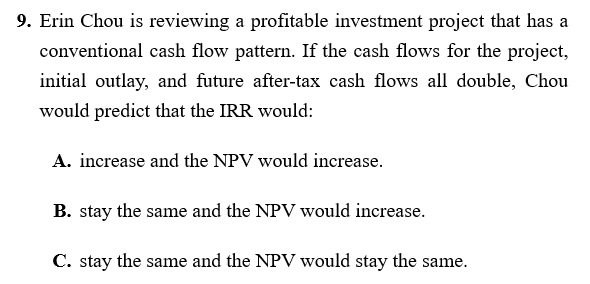 9. Erin Chou is reviewing a profitable investment project that has a
conventional cash flow pattern. If the cash flows for the project,
initial outlay, and future after-tax cash flows all double, Chou
would predict that the IRR would:
A. increase and the NPV would increase.
B. stay the same and the NPV would increase.
C. stay the same and the NPV would stay the same.